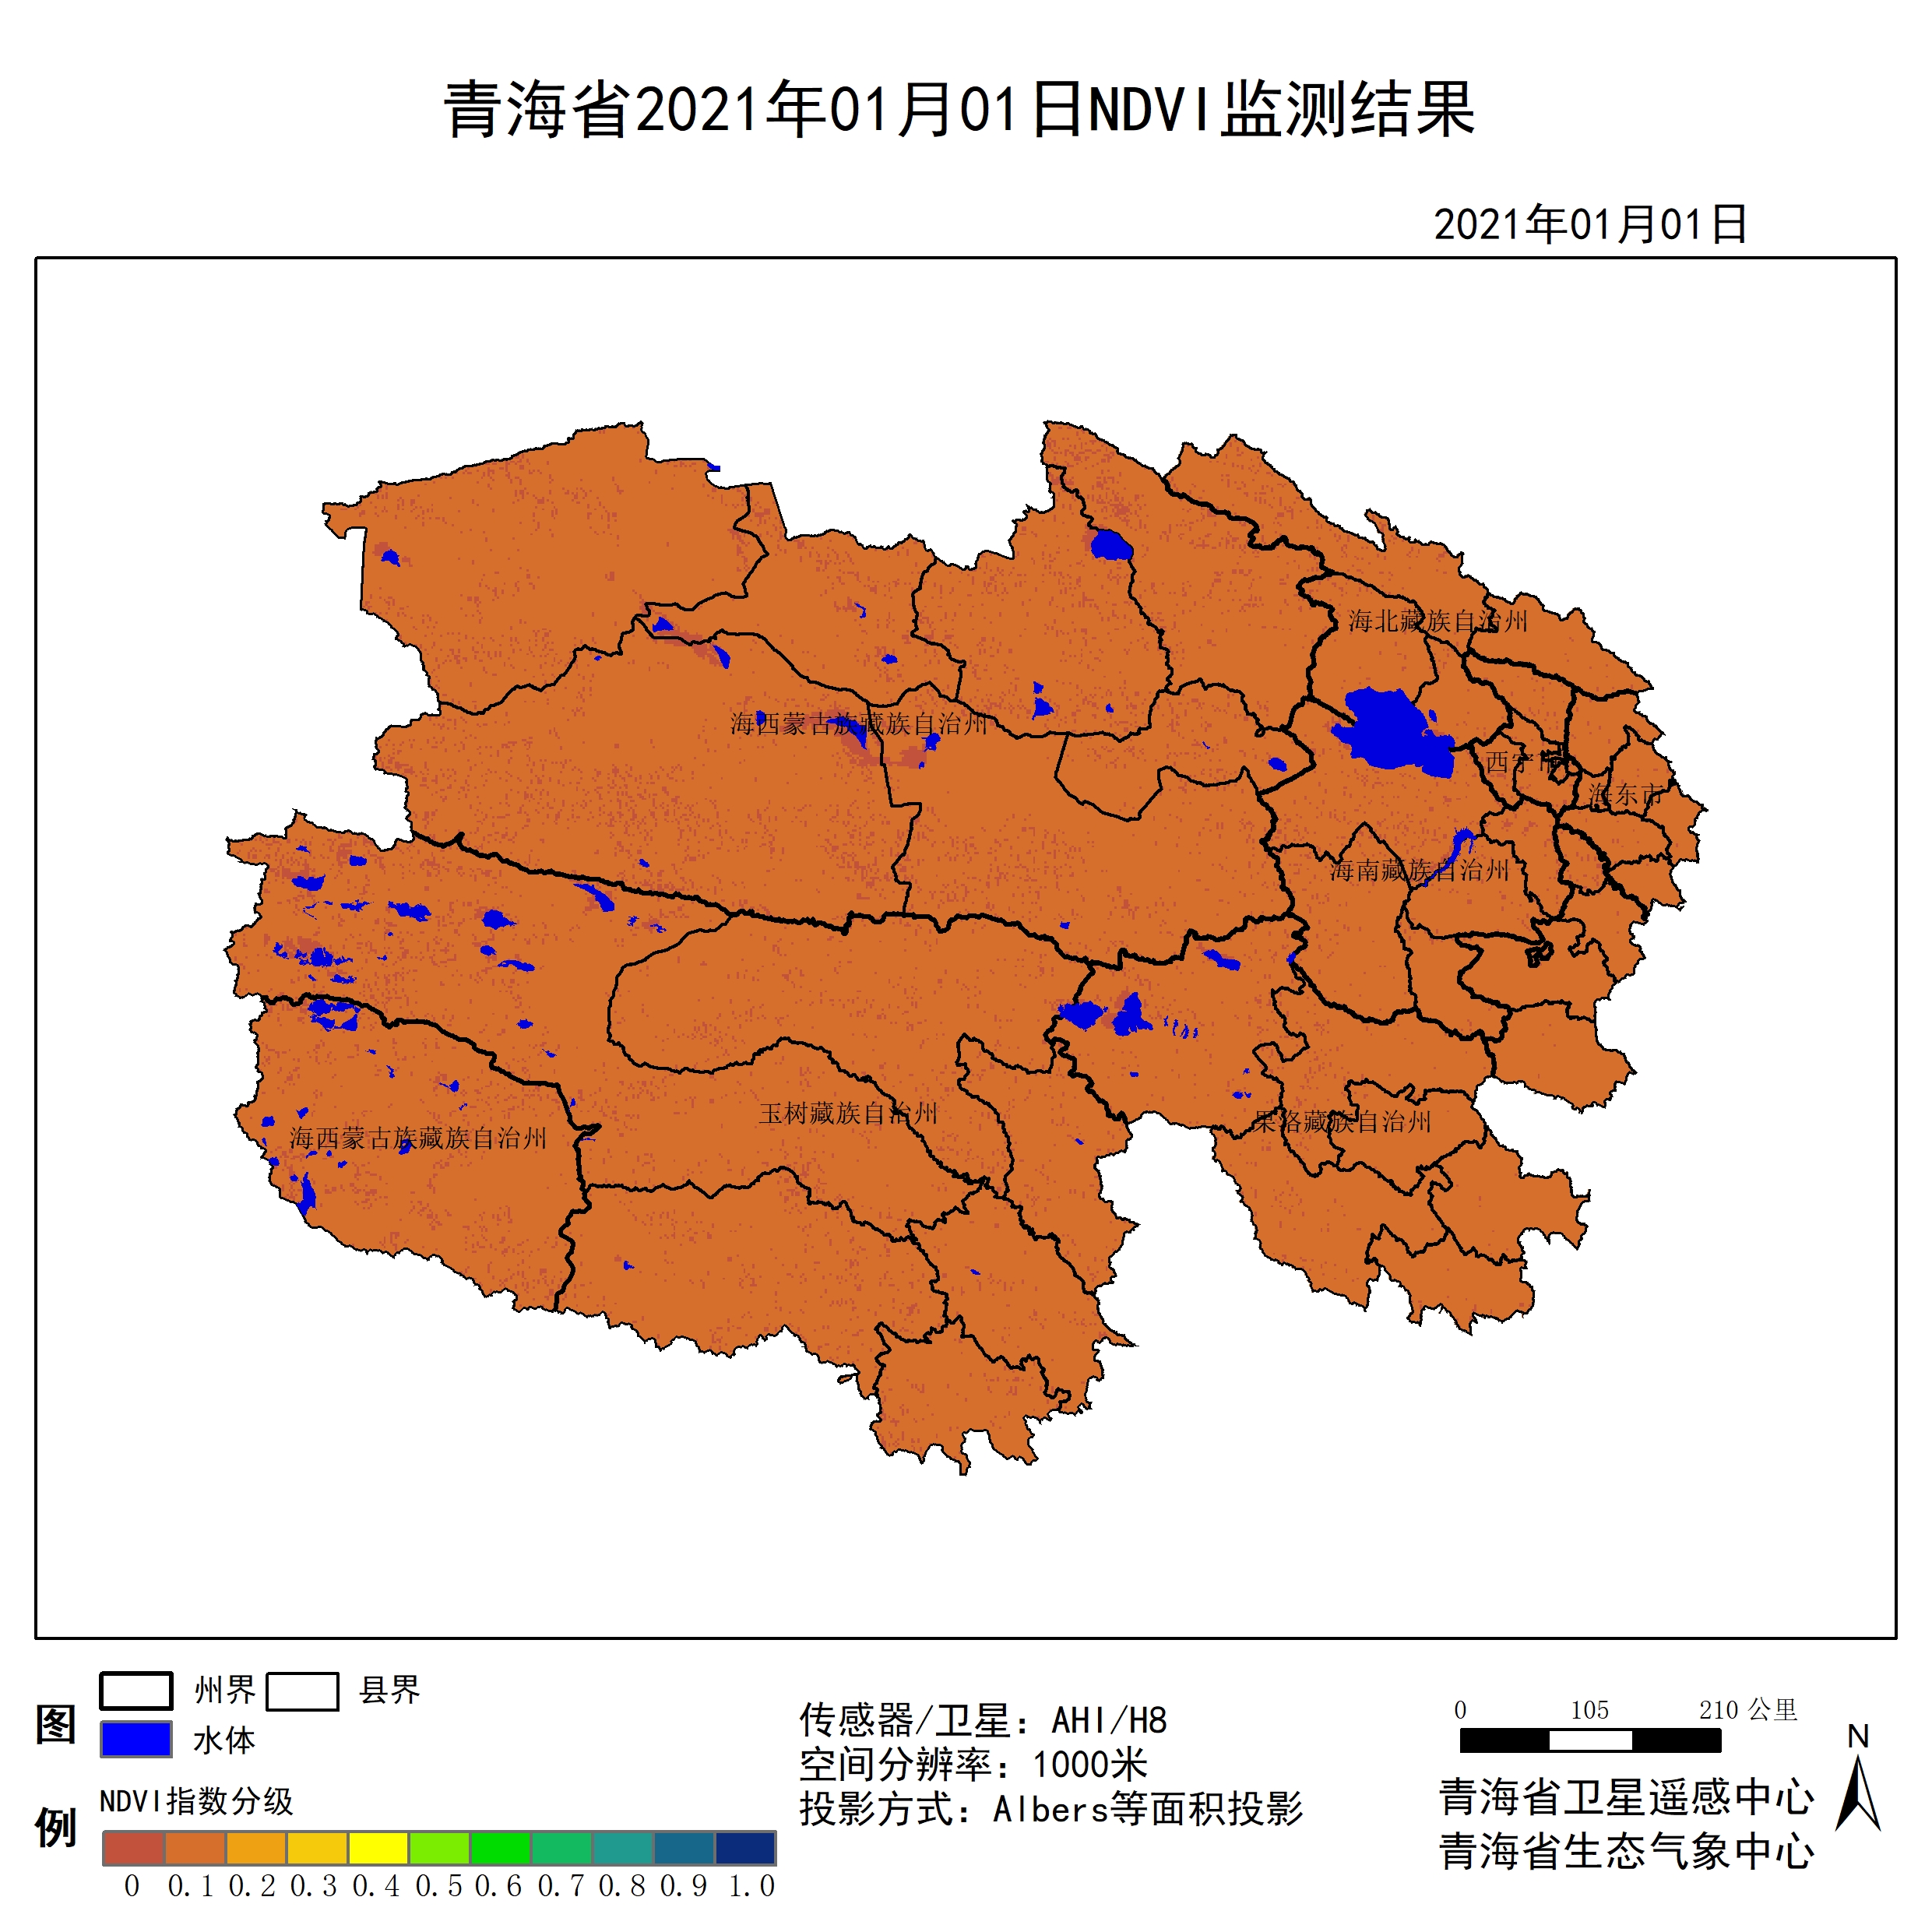 青海省2021年01月01日NDVI监测结果
2021年01月01日
海北藏族自治州
海西蒙古族藏族自治州
西宁市
海东市
海南藏族自治州
玉树藏族自治州
果洛藏族自治州
海西蒙古族藏族自治州
图例
州界 县界
水体
NDVI指数分级
0 0.1 0.2 0.3 0.4 0.5 0.6 0.7 0.8 0.9 1.0
传感器/卫星：AHI/H8
空间分辨率：1000米
投影方式：Albers等面积投影
0 105 210 公里
N
青海省卫星遥感中心
青海省生态气象中心